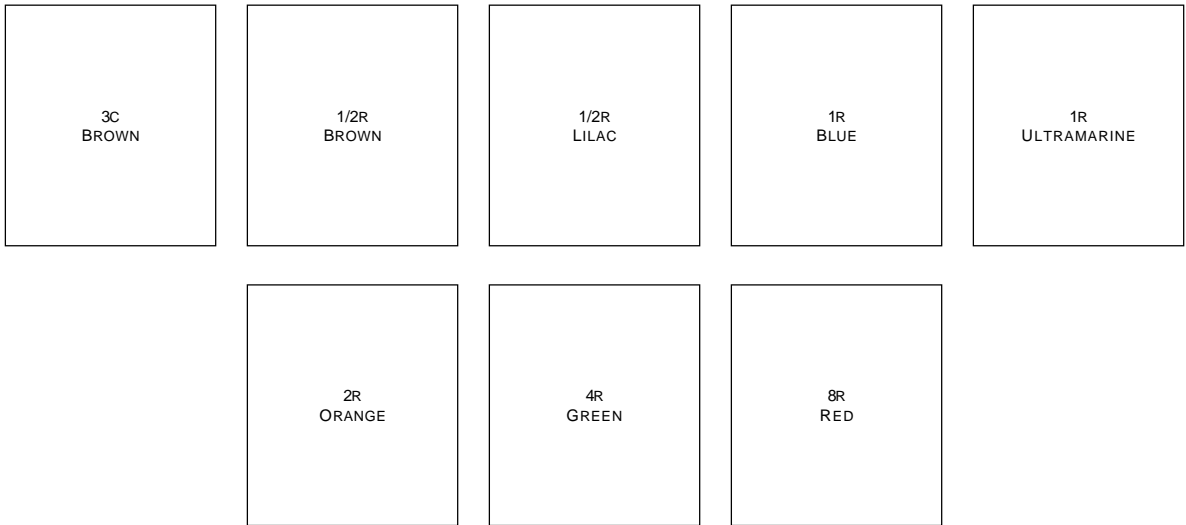 3C
BROWN
1/2R
BROWN
1/2R
LILAC
1R
BLUE
1R
ULTRAMARINE
2R
ORANGE
4R
GREEN
8R
RED